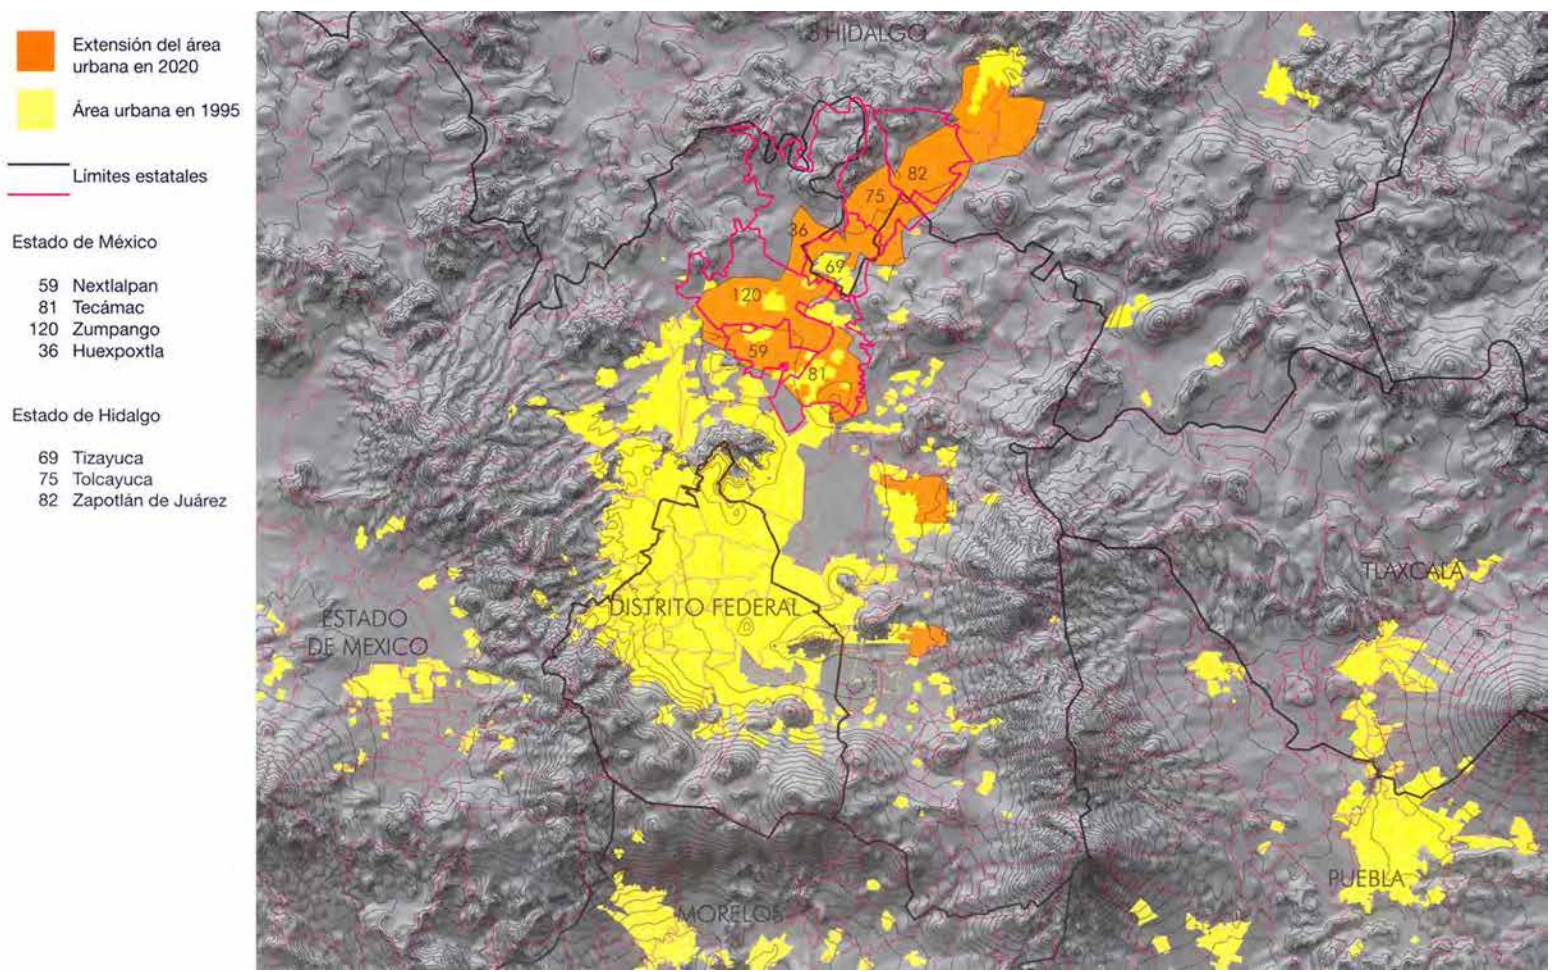 Extensión del área
urbana en 2020
Área urbana en 1995
Límites estatales
Estado de México
59 Nextlalpan
81 Tecámac
120 Zumpango
36 Huexpoxtla
Estado de Hidalgo
69 Tizayuca
75 Tolcayuca
82 Zapotlán de Juárez
HIDALGO
82
75
36
69
120
59
81
TLAXCALA
DISTRITO FEDERAL
ESTADO
DE MEXICO
PUEBLA
MORELOS